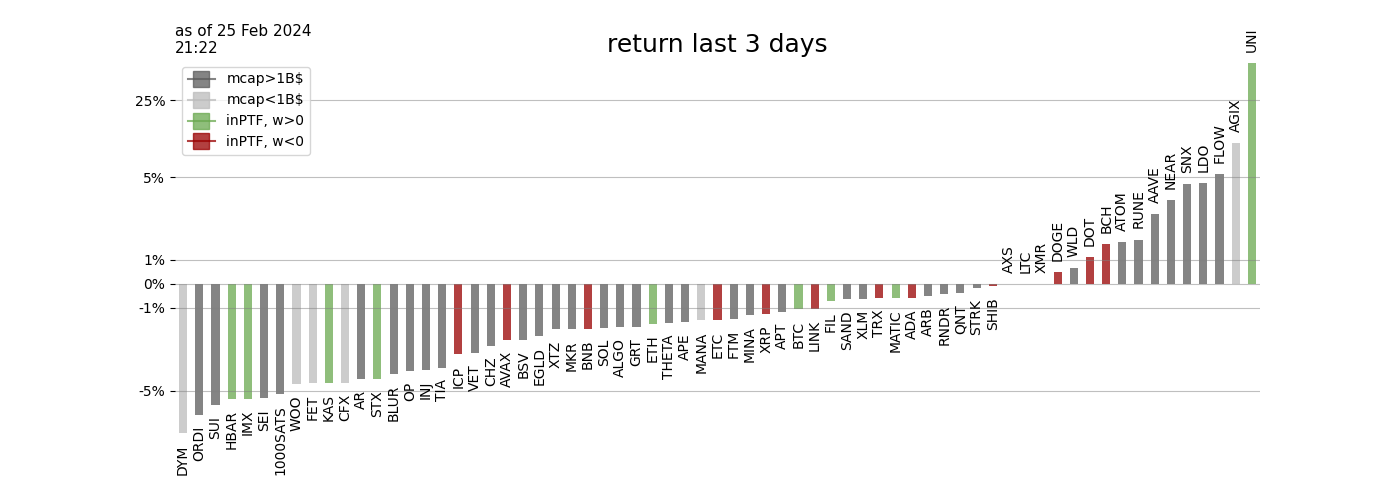 as of 25 Feb 2024
21:22
return last 3 days
mcap>1B$
mcap<1B$
inPTF, w>0
inPTF, w<0
25%
5%
1%
0%
-1%
-5%
DYM
ORDI
SUI
HBAR
IMX
SEI
1000SATS
WOO
FET
KAS
CFX
AR
STX
BLUR
OP
INJ
TIA
ICP
VET
CHZ
AVAX
BSV
EGLD
XTZ
MKR
BNB
SOL
ALGO
GRT
ETH
THETA
APE
MANA
ETC
FTM
MINA
XRP
APT
BTC
LINK
FIL
SAND
XLM
TRX
MATIC
ADA
ARB
RNDR
QNT
STRK
SHIB
AXS
LTC
XMR
DOGE
WLD
DOT
BCH
ATOM
RUNE
AAVE
NEAR
SNX
LDO
FLOW
AGIX
UNI